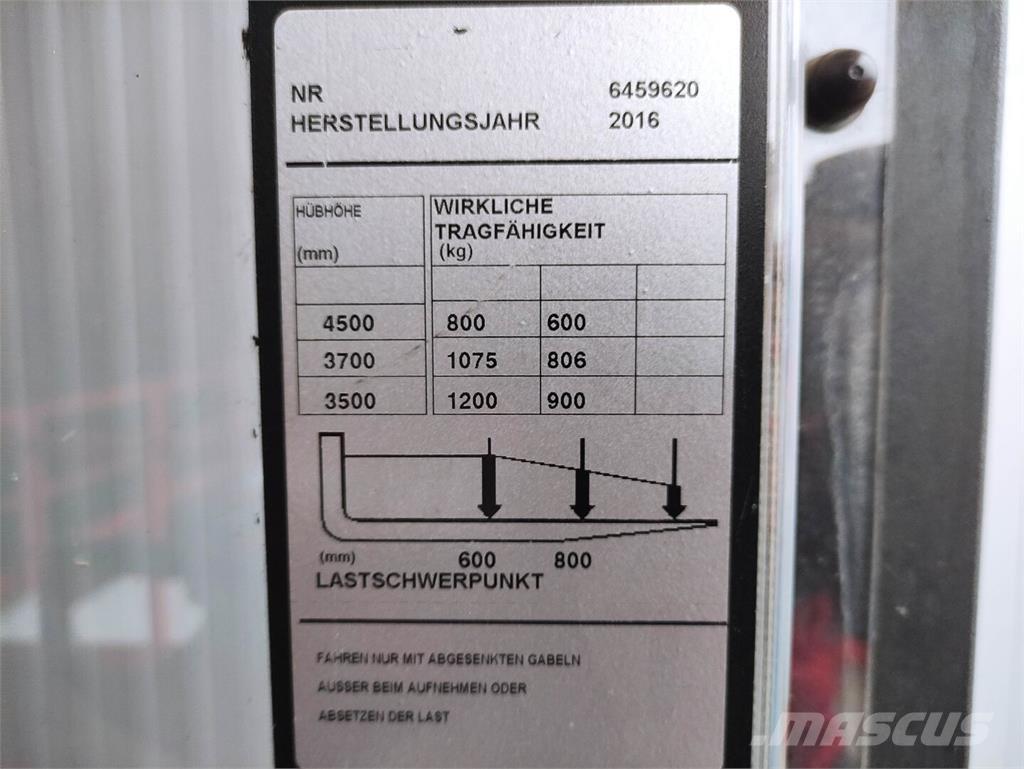 NR 6459620
HERSTELLUNGSJAHR 2016
HÜBHÖHE
(mm)
WIRKLICHE
TRAGFÄHIGKEIT
(kg)
4500 800 600
3700 1075 806
3500 1200 900
(mm) 600 800
LASTSCHWERPUNKT
FAHREN NUR MIT ABGESENKTEN GABELN
AUSSER BEIM AUFNEHMEN ODER
ABSETZEN DER LAST
MASCUS